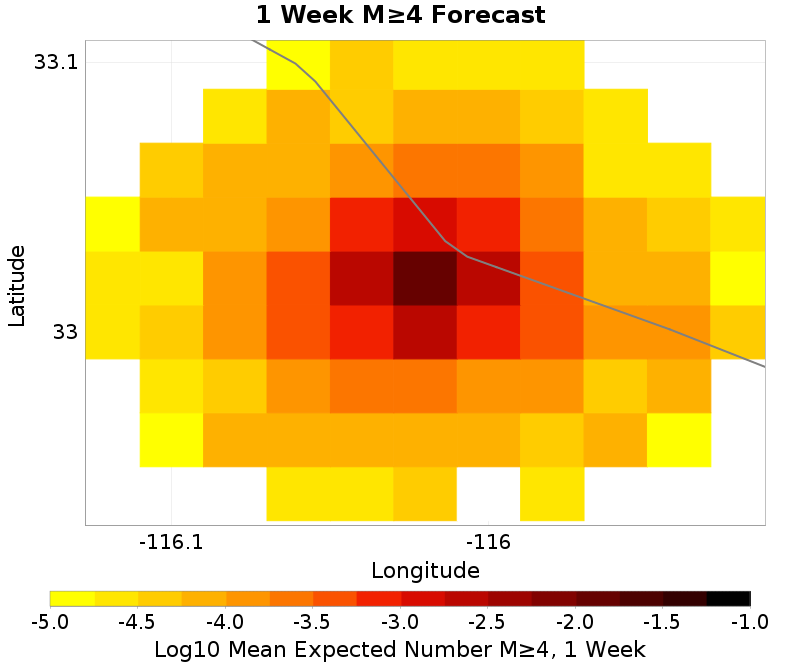 1 Week M≥4 Forecast
33.1
33
Latitude
-116.1 -116
Longitude
-5.0 -4.5 -4.0 -3.5 -3.0 -2.5 -2.0 -1.5 -1.0
Log10 Mean Expected Number M≥4, 1 Week